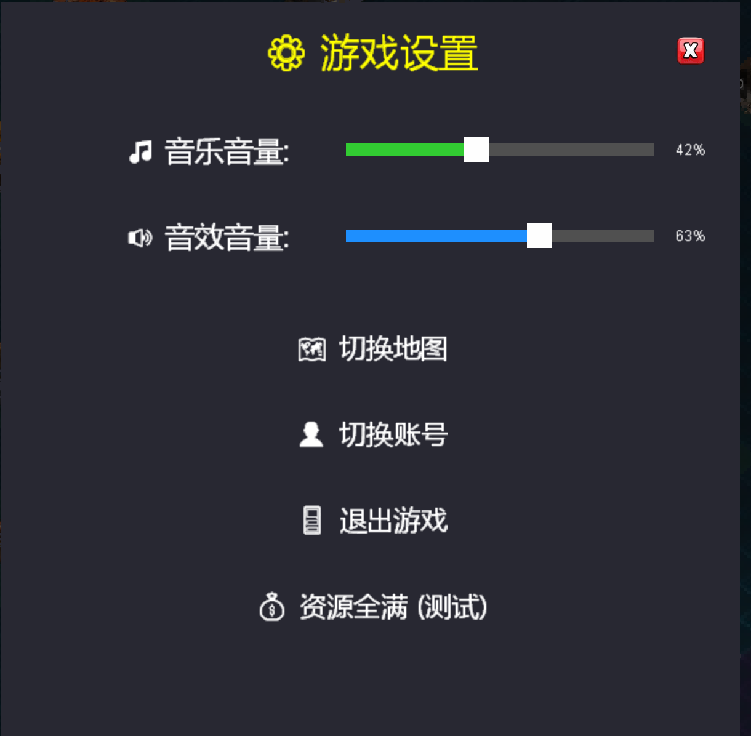 游戏设置
音乐音量: 42%
音效音量: 63%
切换地图
切换账号
退出游戏
资源全满 (测试)